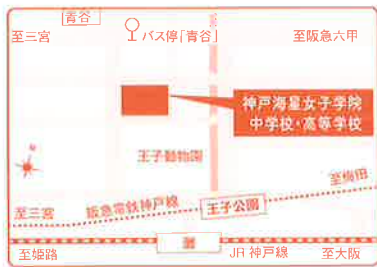 青谷
バス停「青谷」
至三宮
至阪急六甲
神戸海星女子学院
中学校・高等学校
王子動物園
至梅田
王子公園
阪急電鉄神戸線
至三宮
灘
至姫路
JR 神戸線
至大阪